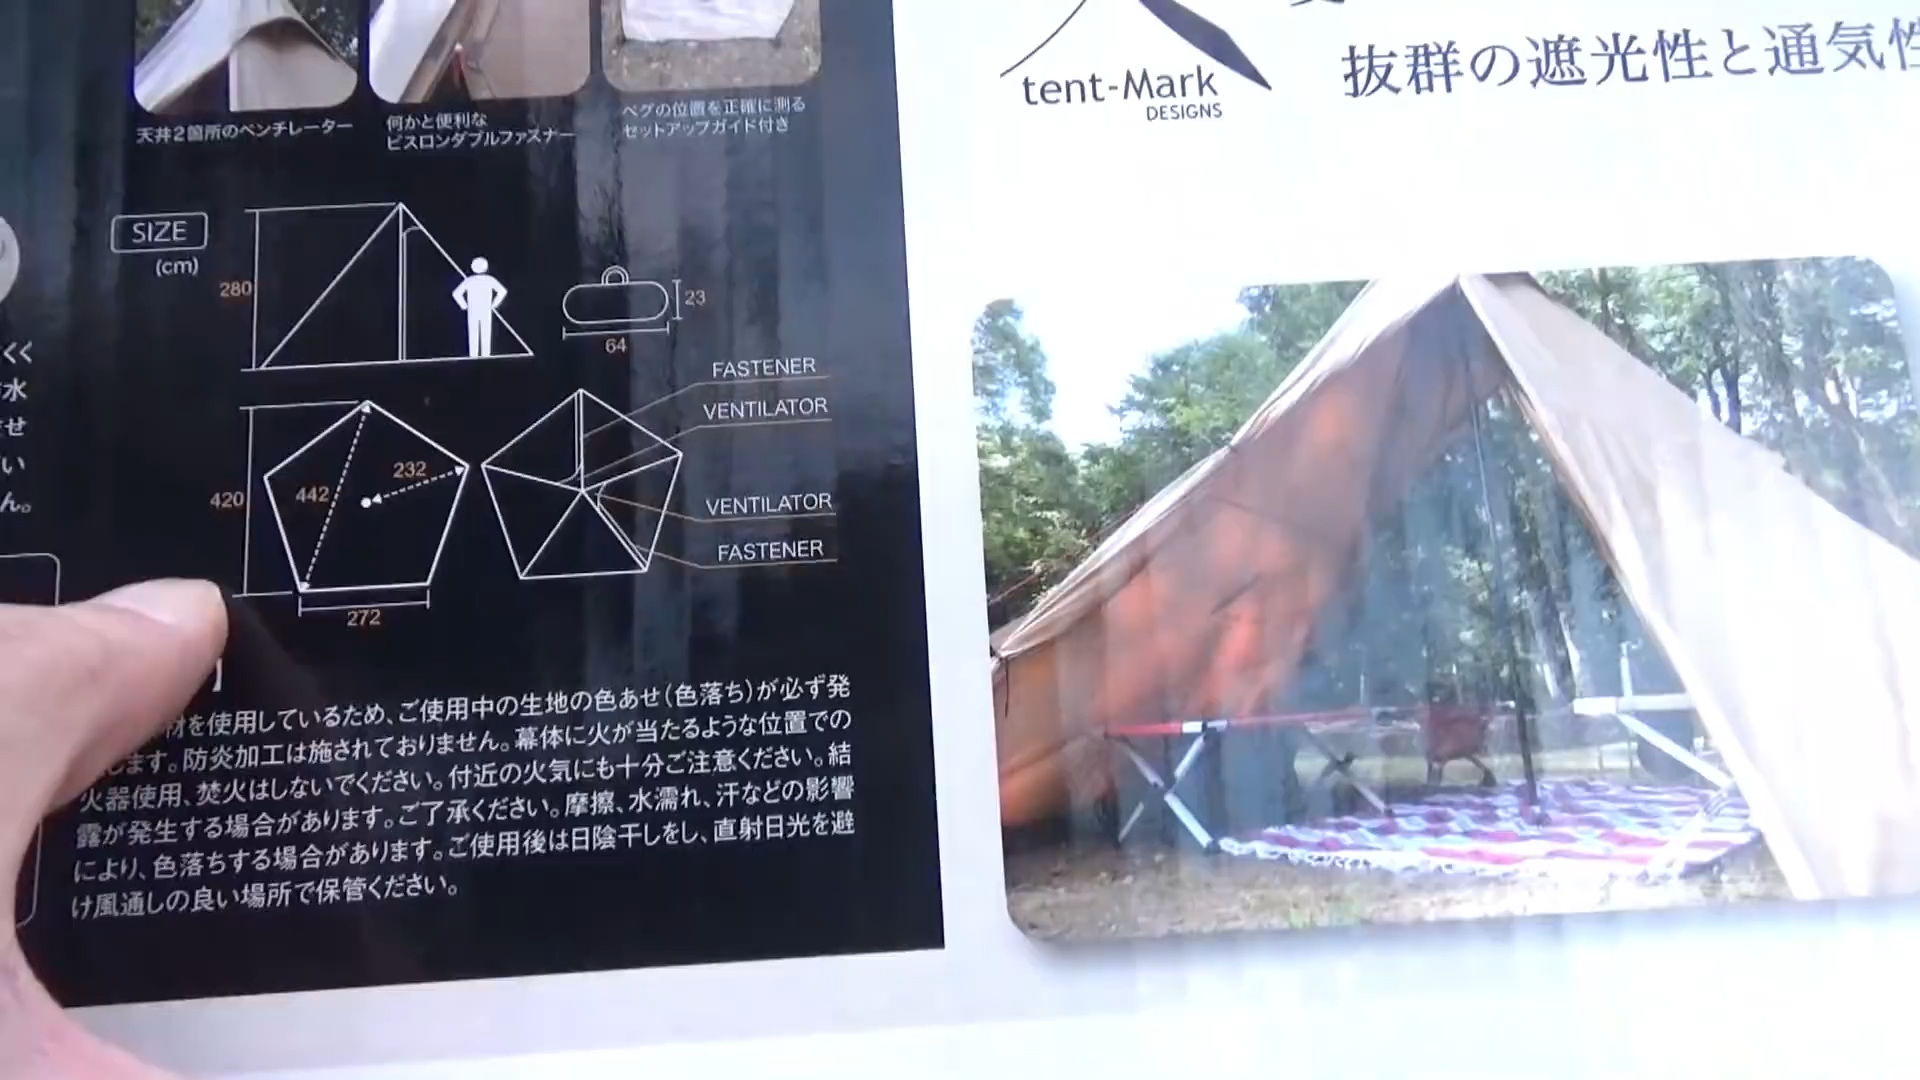 天井2箇所のベンチレーター
何かと便利な
ビスロンダブルファスナー
ペグの位置を正確に測る
セットアップガイド付き
SIZE
(cm)
280
23
64
FASTENER
VENTILATOR
420
442
232
VENTILATOR
FASTENER
272
くく
水
せ
い
ん。
】
材を使用しているため、ご使用中の生地の色あせ(色落ち)が必ず発
します。防炎加工は施されておりません。幕体に火が当たるような位置での
火器使用、焚火はしないでください。付近の火気にも十分ご注意ください。結
露が発生する場合があります。ご了承ください。摩擦、水濡れ、汗などの影響
により、色落ちする場合があります。ご使用後は日陰干しをし、直射日光を避
け風通しの良い場所で保管ください。
tent-Mark
DESIGNS
抜群の遮光性と通気性